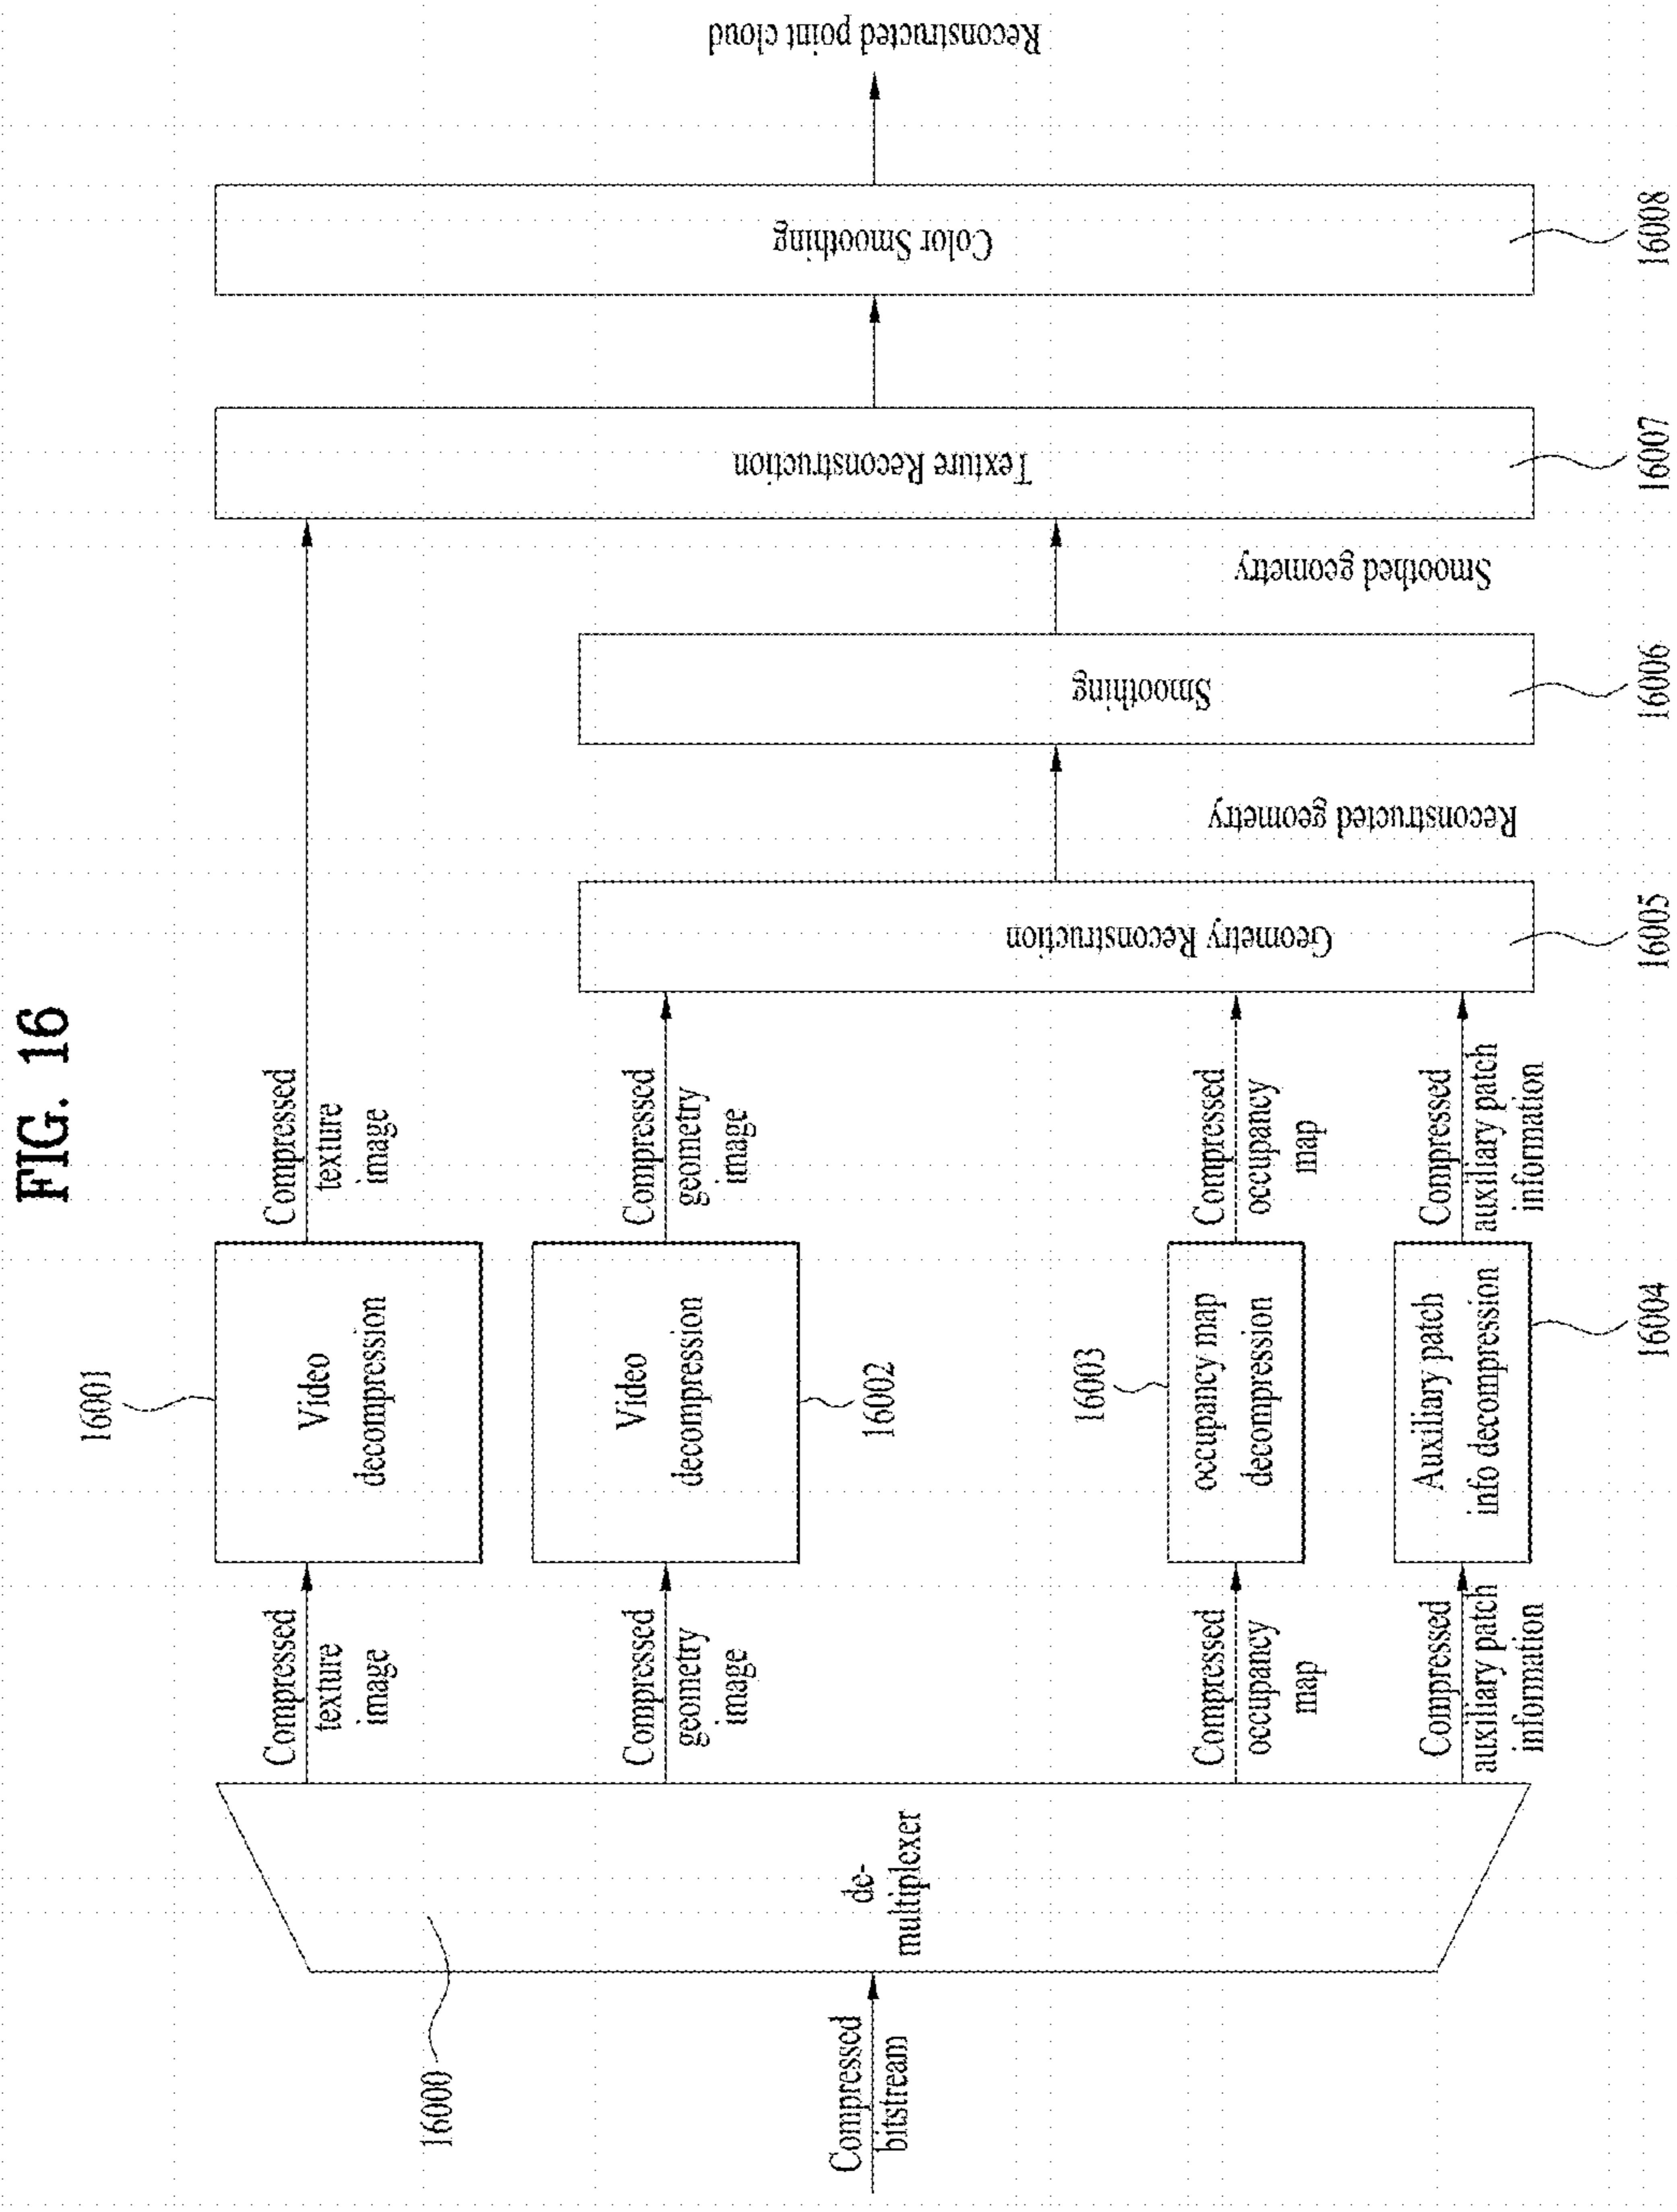 FIG. 16
Compressed
bitstream
16000
de-
multiplexer
Compressed
texture
image
Compressed
geometry
image
Compressed
occupancy
map
Compressed
auxiliary patch
information
16001
Video
decompression
Video
decompression
16002
16003
occupancy map
decompression
Auxiliary patch
info decompression
16004
Compressed
texture
image
Compressed
geometry
image
Compressed
occupancy
map
Compressed
auxiliary patch
information
Geometry Reconstruction
16005
Reconstructed geometry
Smoothing
16006
Smoothed geometry
Texture Reconstruction
16007
Color Smoothing
16008
Reconstructed point cloud